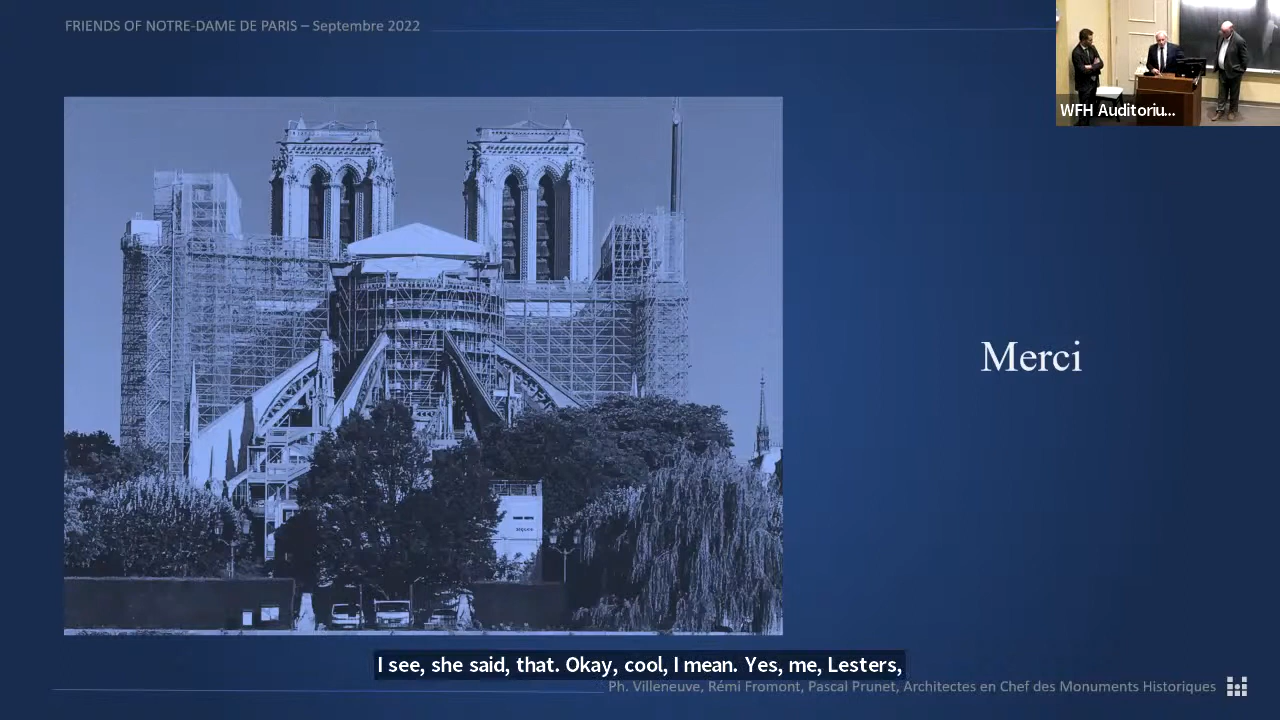 FRIENDS OF NOTRE-DAME DE PARIS – Septembre 2022
WFH Auditoriu...
Merci
I see, she said, that. Okay, cool, I mean. Yes, me, Lesters,
Ph. Villeneuve, Rémi Fromont, Pascal Prunet, Architectes en Chef des Monuments Historiques